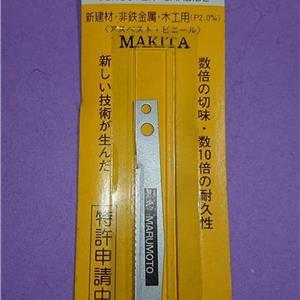 新建材・非鉄金属・木工用(P2.0%)
(アスベスト・ビニール)
MAKITA
数倍の切味・数10倍の耐久性
新しい技術が生んだ
特許申請中
MARUMOTO